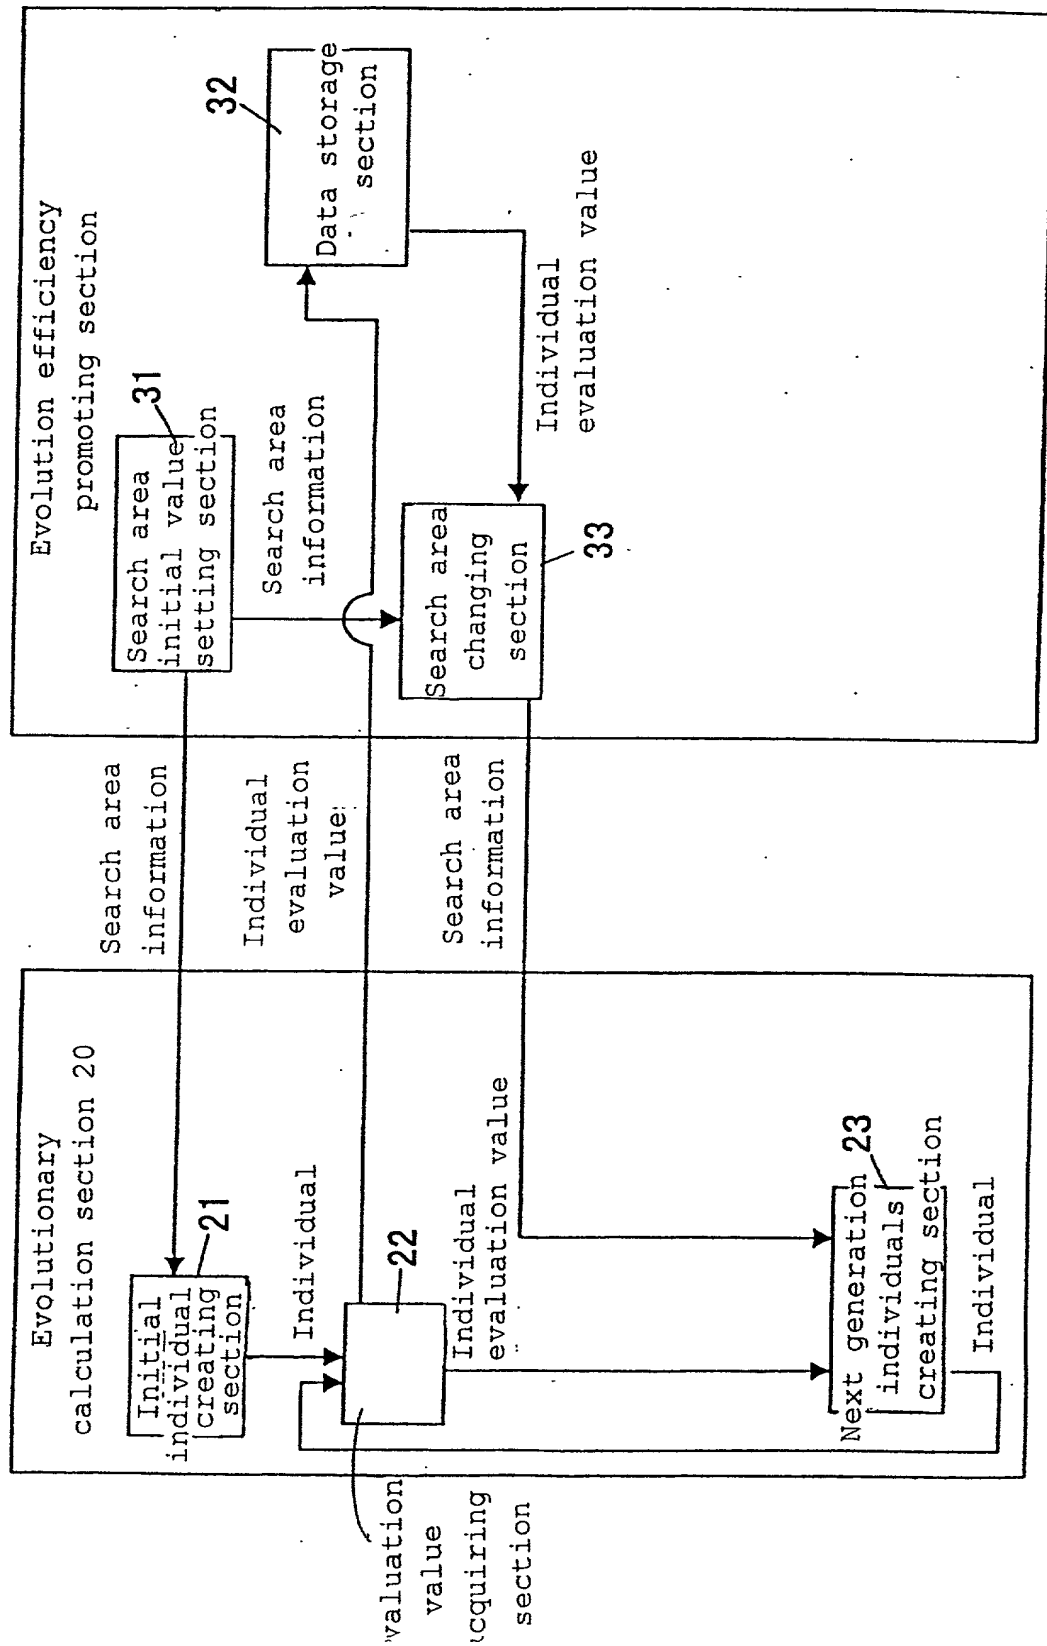 Evolutionary
calculation section 20
Initial
individual
creating
section
21
Individual
22
value
section
Individual
evaluation value
Next generation
individuals
creating section
23
Individual
Search area
information
Individual
evaluation
value
Search area
information
Evolution efficiency
promoting section
Search area
initial value
setting section
31
Search area
information
Data storage
section
32
Search area
changing
section
33
Individual
evaluation value